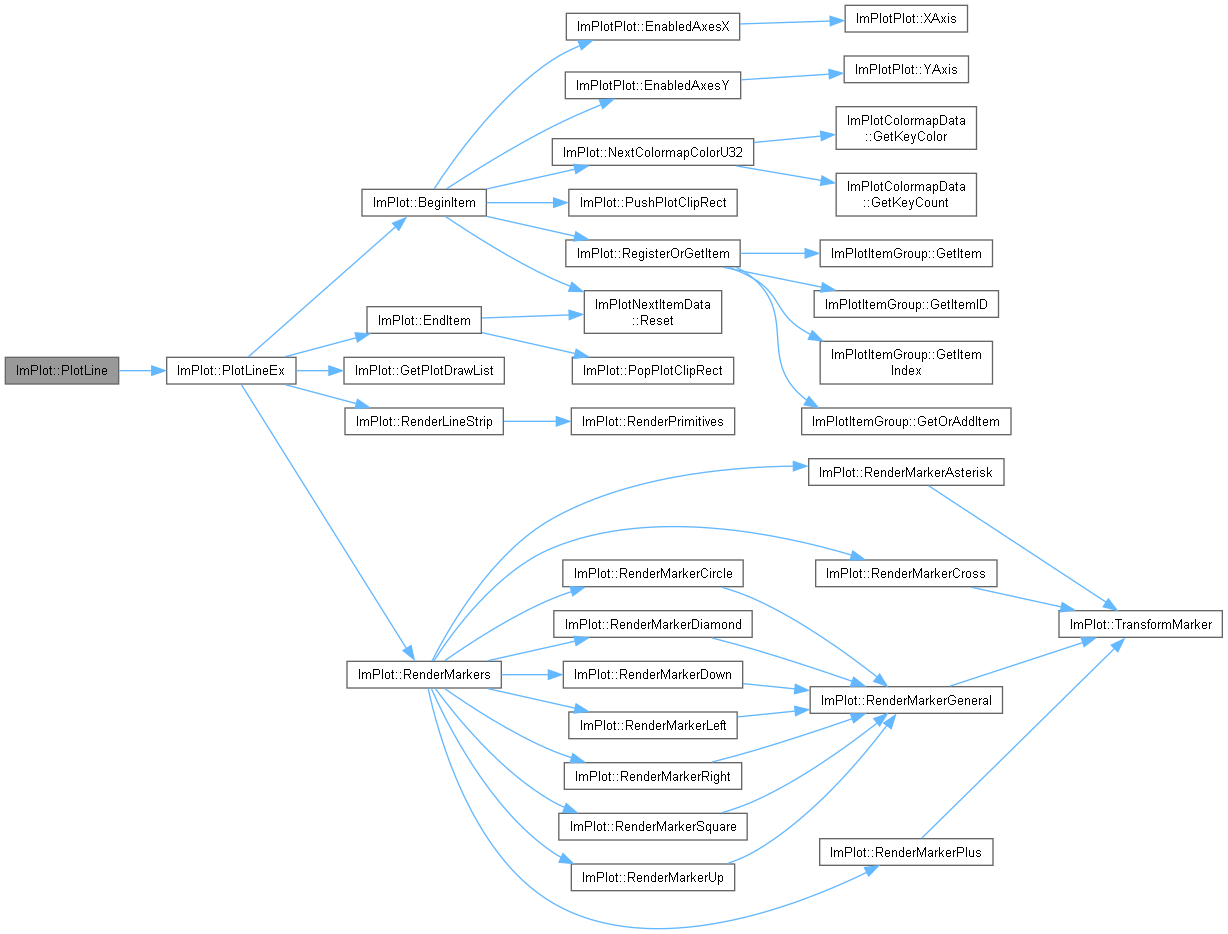 ImPlot::PlotLine
ImPlot::PlotLineEx
ImPlot::BeginItem
ImPlotPlot::EnabledAxesX
ImPlotPlot::XAxis
ImPlotPlot::EnabledAxesY
ImPlotPlot::YAxis
ImPlot::NextColormapColorU32
ImPlotColormapData
::GetKeyColor
ImPlotColormapData
::GetKeyCount
ImPlot::PushPlotClipRect
ImPlot::RegisterOrGetItem
ImPlotItemGroup::GetItem
ImPlotItemGroup::GetItemID
ImPlotItemGroup::GetItem
Index
ImPlotItemGroup::GetOrAddItem
ImPlotNextItemData
::Reset
ImPlot::EndItem
ImPlot::PopPlotClipRect
ImPlot::GetPlotDrawList
ImPlot::RenderLineStrip
ImPlot::RenderPrimitives
ImPlot::RenderMarkers
ImPlot::RenderMarkerAsterisk
ImPlot::RenderMarkerCross
ImPlot::RenderMarkerCircle
ImPlot::RenderMarkerDiamond
ImPlot::RenderMarkerDown
ImPlot::RenderMarkerLeft
ImPlot::RenderMarkerRight
ImPlot::RenderMarkerSquare
ImPlot::RenderMarkerUp
ImPlot::RenderMarkerGeneral
ImPlot::RenderMarkerPlus
ImPlot::TransformMarker